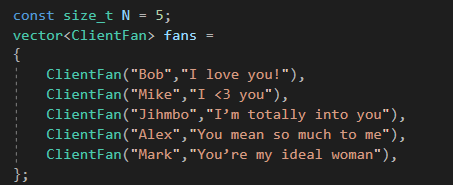 const size_t N = 5;
vector<ClientFan> fans =
{
ClientFan("Bob","I love you!"),
ClientFan("Mike","I <3 you"),
ClientFan("Jihmbo","I’m totally into you"),
ClientFan("Alex","You mean so much to me"),
ClientFan("Mark","You’re my ideal woman"),
};